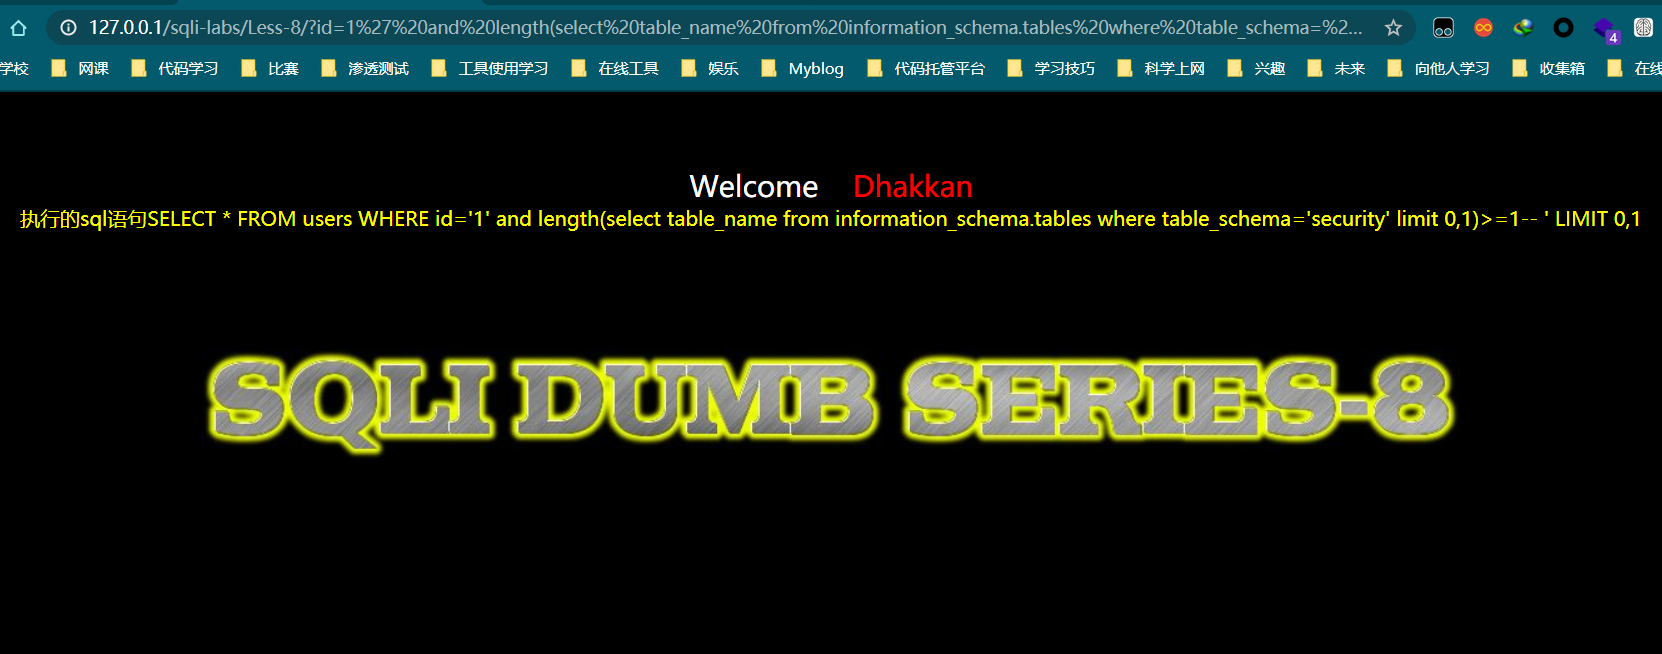 127.0.0.1/sqli-labs/Less-8/?id=1%27%20and%20length(select%20table_name%20from%20information_schema.tables%20where%20table_schema=%2...
4
学校 网课 代码学习 比赛 渗透测试 工具使用学习 在线工具 娱乐 Myblog 代码托管平台 学习技巧 科学上网 兴趣 未来 向他人学习 收集箱 在线
Welcome Dhakkan
执行的sql语句SELECT * FROM users WHERE id='1' and length(select table_name from information_schema.tables where table_schema='security' limit 0,1)>=1-- ' LIMIT 0,1
SQLI DUMB SERIES-8